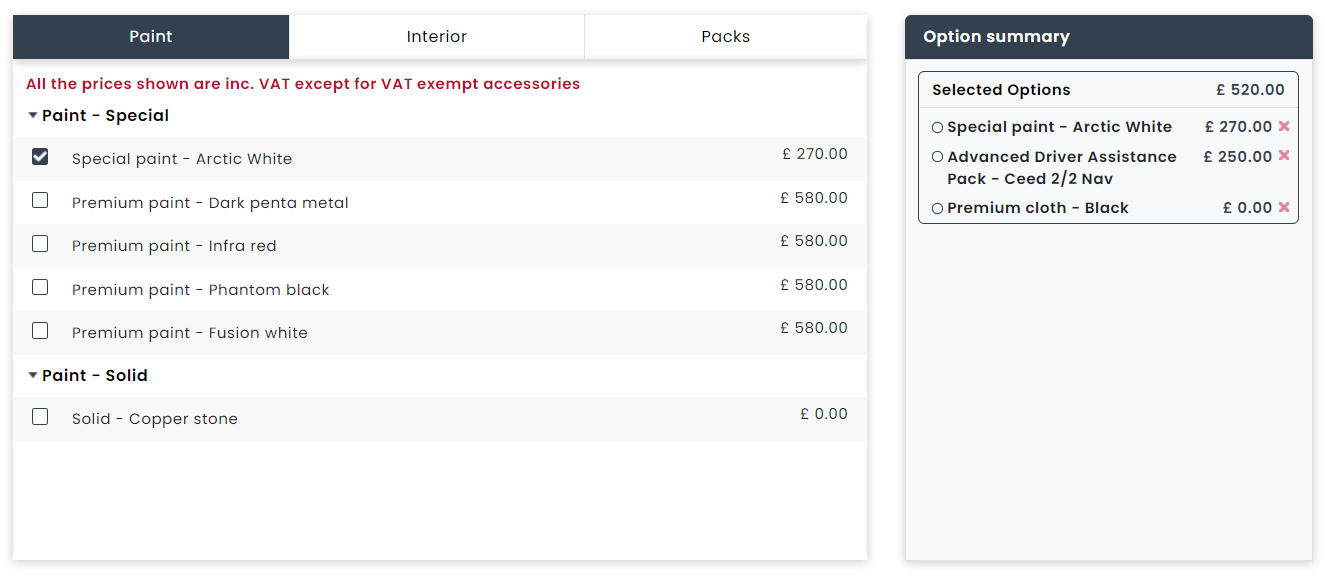 Paint
Interior
Packs
All the prices shown are inc. VAT except for VAT exempt accessories
Paint - Special
Special paint - Arctic White £ 270.00
Premium paint - Dark penta metal £ 580.00
Premium paint - Infra red £ 580.00
Premium paint - Phantom black £ 580.00
Premium paint - Fusion white £ 580.00
Paint - Solid
Solid - Copper stone £ 0.00
Option summary
Selected Options £ 520.00
Special paint - Arctic White £ 270.00
Advanced Driver Assistance £ 250.00
Pack - Ceed 2/2 Nav
Premium cloth - Black £ 0.00